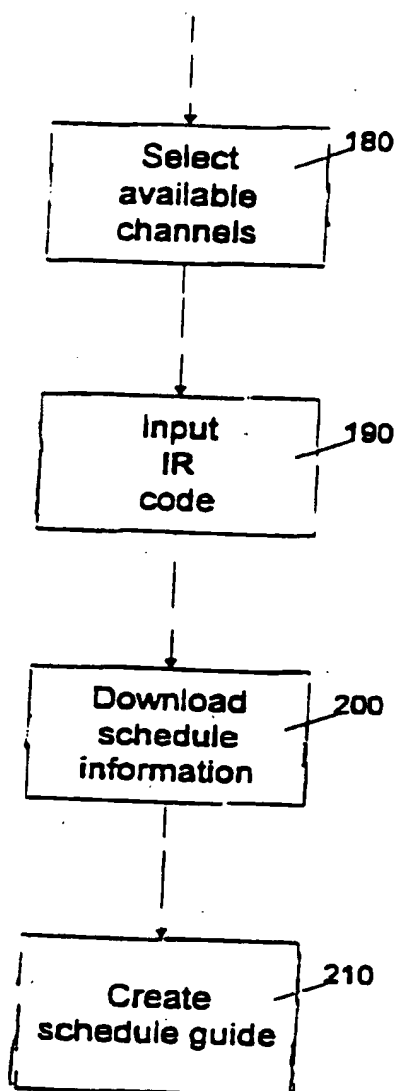 180
Select
available
channels
190
Input
IR
code
200
Download
schedule
information
210
Create
schedule guide